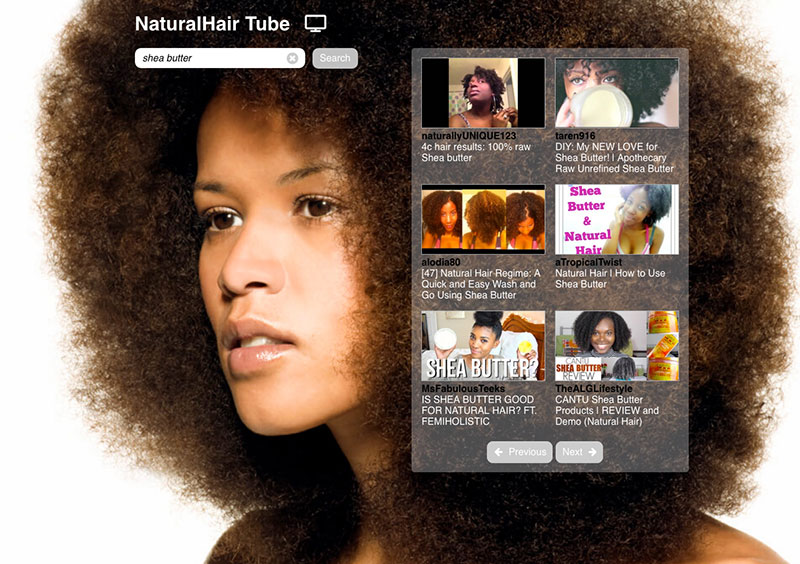 NaturalHair Tube
shea butter
Search
naturallyUNIQUE123
4c hair results: 100% raw
Shea butter
taren916
DIY: My NEW LOVE for
Shea Butter! | Apothecary
Raw Unrefined Shea Butter
Shea
Butter
&
Natural
Hair
alodia80
[47] Natural Hair Regime: A
Quick and Easy Wash and
Go Using Shea Butter
aTropicalTwist
Natural Hair | How to Use
Shea Butter
SHEA BUTTER?
CANTU
SHEA BUTTER
REVIEW
MsFabulousTeeks
IS SHEA BUTTER GOOD
FOR NATURAL HAIR? FT.
FEMIHOLISTIC
TheALGLifestyle
CANTU Shea Butter
Products | REVIEW and
Demo (Natural Hair)
Previous
Next